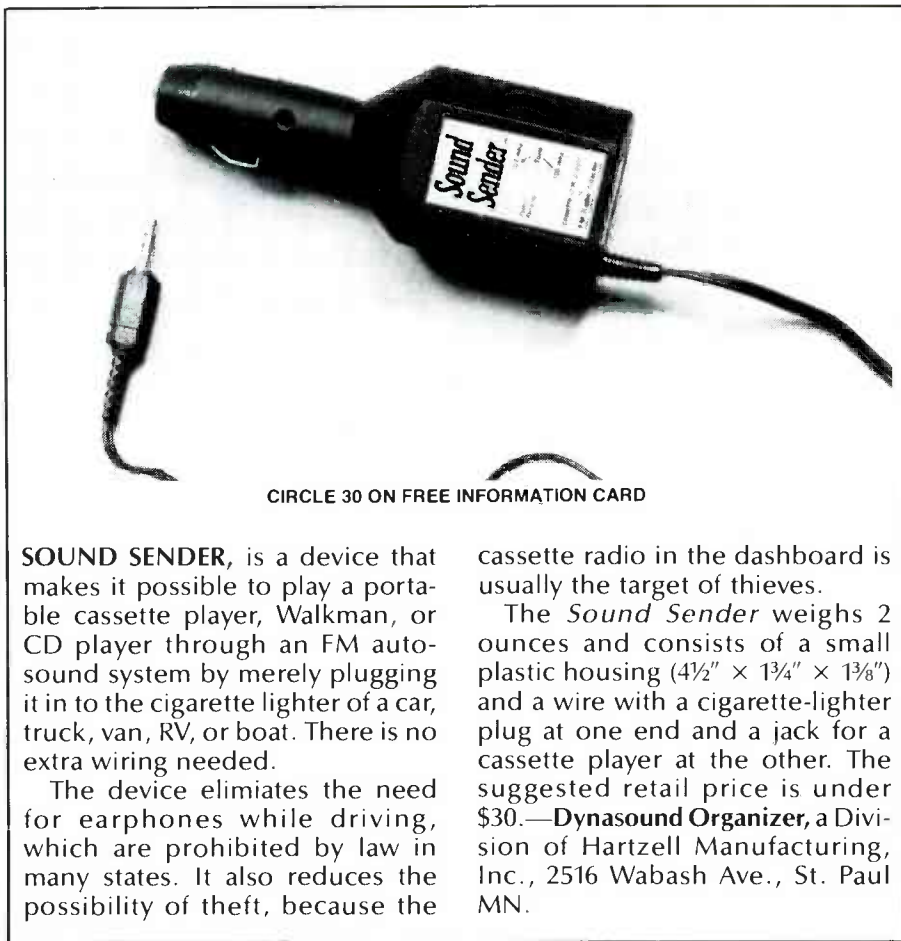 Sound
Sender
CIRCLE 30 ON FREE INFORMATION CARD
SOUND SENDER, is a device that
makes it possible to play a porta-
ble cassette player, Walkman, or
CD player through an FM auto-
sound system by merely plugging
it in to the cigarette lighter of a car,
truck, van, RV, or boat. There is no
extra wiring needed.
The device elimiates the need
for earphones while driving,
which are prohibited by law in
many states. It also reduces the
possibility of theft, because the
cassette radio in the dashboard is
usually the target of thieves.
The Sound Sender weighs 2
ounces and consists of a small
plastic housing (4½" × 1¾" × 1⅜")
and a wire with a cigarette-lighter
plug at one end and a jack for a
cassette player at the other. The
suggested retail price is under
$30.—Dynasound Organizer, a Divi-
sion of Hartzell Manufacturing,
Inc., 2516 Wabash Ave., St. Paul
MN.